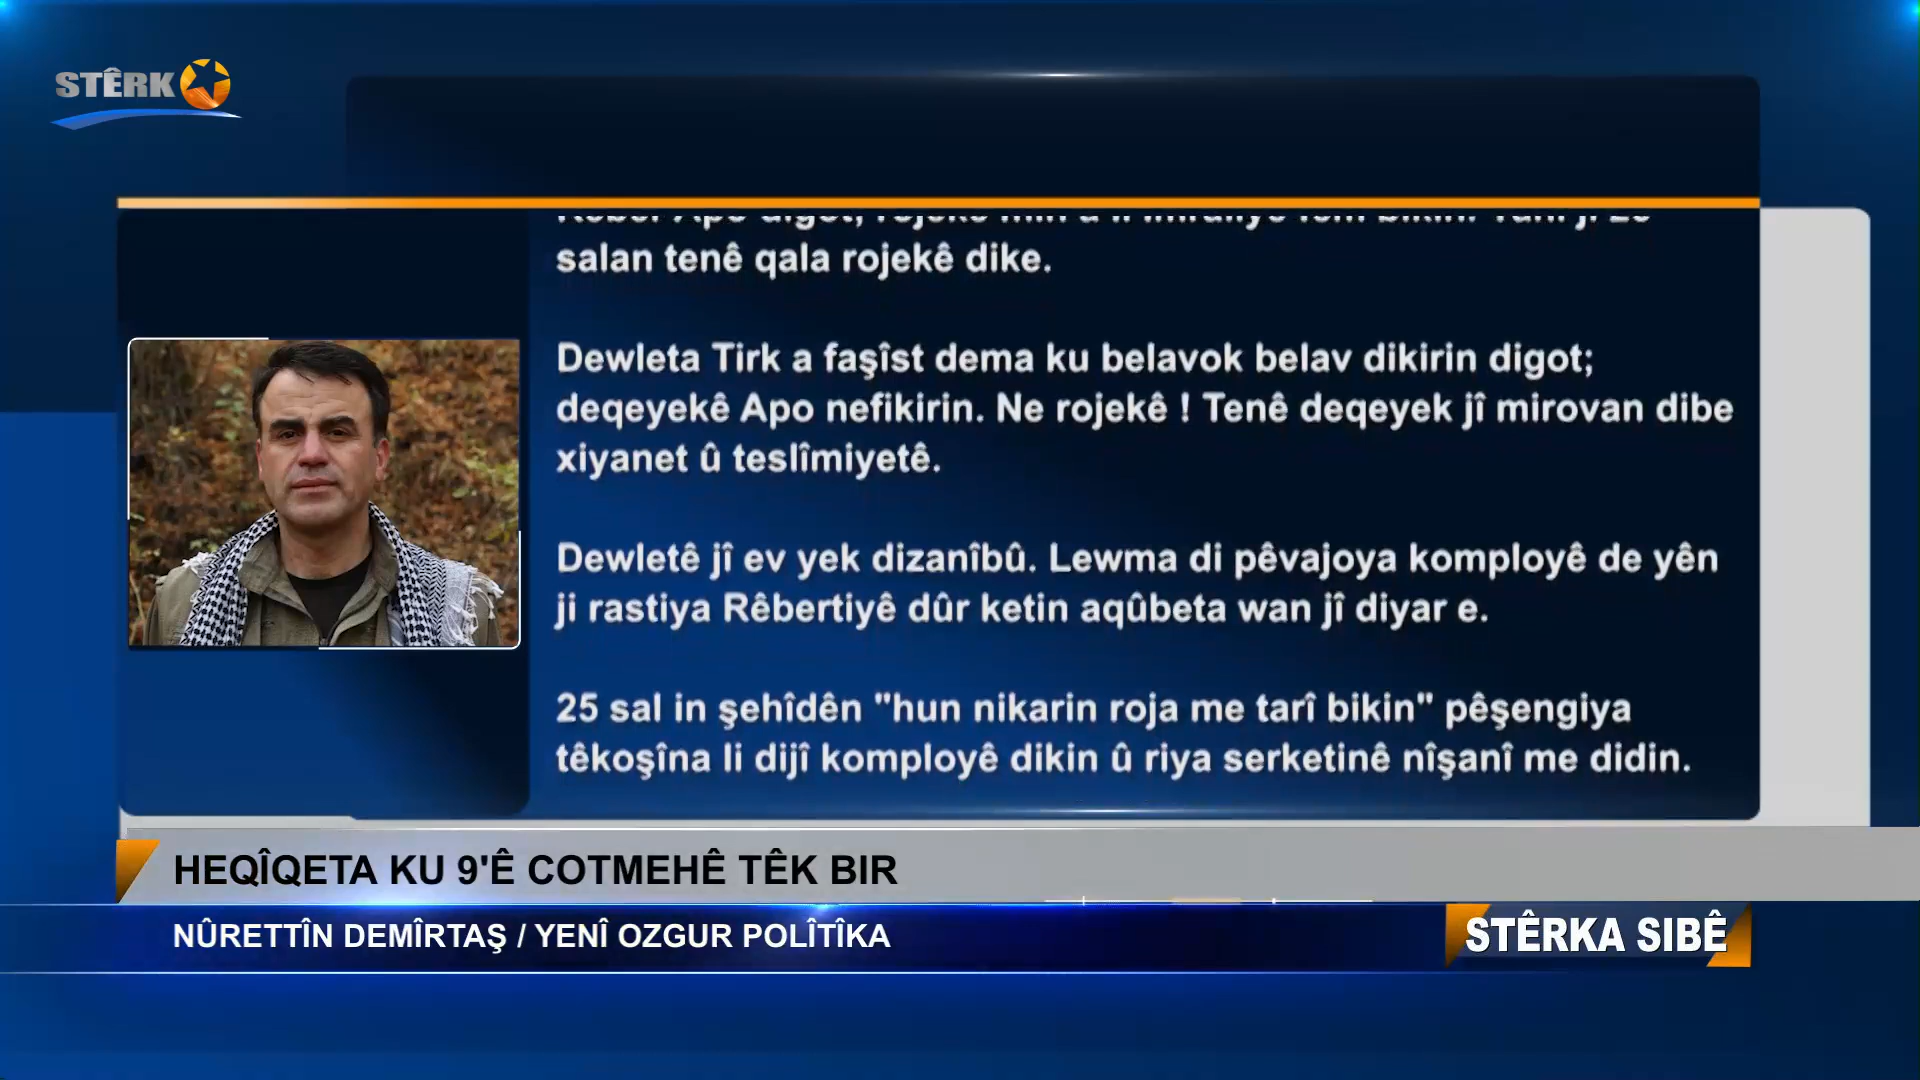 STÊRK
salan tenê qala rojekê dike.
Dewleta Tirk a faşîst dema ku belavok belav dikirin digot;
deqeyekê Apo nefikirin. Ne rojekê ! Tenê deqeyek jî mirovan dibe
xiyanet û teslîmiyetê.
Dewletê jî ev yek dizanîbû. Lewma di pêvajoya komployê de yên
ji rastiya Rêbertiyê dûr ketin aqûbeta wan jî diyar e.
25 sal in şehîdên "hun nikarin roja me tarî bikin" pêşengiya
têkoşîna li dijî komployê dikin û riya serketinê nîşanî me didin.
HEQÎQETA KU 9'Ê COTMEHÊ TÊK BIR
NÛRETTÎN DEMÎRTAŞ / YENÎ OZGUR POLÎTÎKA
STÊRKA SIBÊ